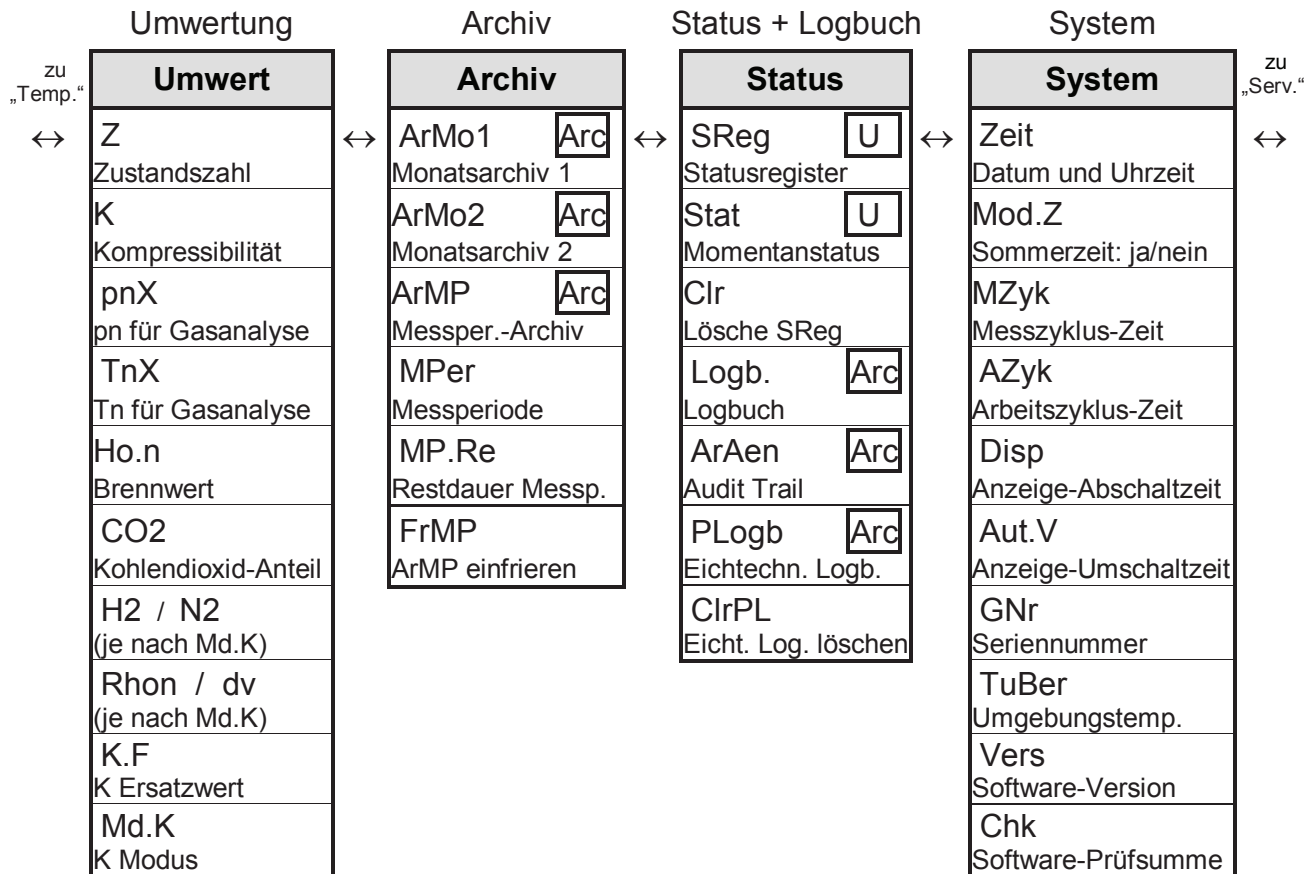 Umwertung
Archiv
Status + Logbuch
System
zu
„Temp.“
↔
Umwert
Z
Zustandszahl
K
Kompressibilität
pnX
pn für Gasanalyse
TnX
Tn für Gasanalyse
Ho.n
Brennwert
CO2
Kohlendioxid-Anteil
H2 / N2
(je nach Md.K)
Rhon / dv
(je nach Md.K)
K.F
K Ersatzwert
Md.K
K Modus
↔
Archiv
ArMo1 Arc
Monatsarchiv 1
ArMo2 Arc
Monatsarchiv 2
ArMP Arc
Messper.-Archiv
MPer
Messperiode
MP.Re
Restdauer Messp.
FrMP
ArMP einfrieren
↔
Status
SReg U
Statusregister
Stat U
Momentanstatus
Clr
Lösche SReg
Logb. Arc
Logbuch
ArAen Arc
Audit Trail
PLogb Arc
Eichtechn. Logb.
ClrPL
Eicht. Log. löschen
↔
System
Zeit
Datum und Uhrzeit
Mod.Z
Sommerzeit: ja/nein
MZyk
Messzyklus-Zeit
AZyk
Arbeitszyklus-Zeit
Disp
Anzeige-Abschaltzeit
Aut.V
Anzeige-Umschaltzeit
GNr
Seriennummer
TuBer
Umgebungstemp.
Vers
Software-Version
Chk
Software-Prüfsumme
zu
„Serv.“
↔